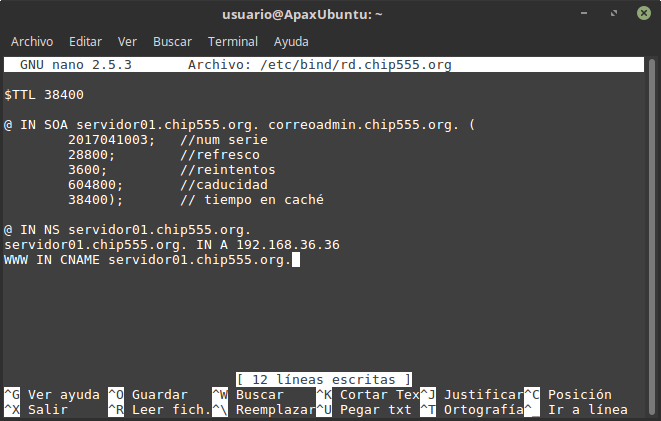 usuario@ApaxUbuntu: ~
Archivo Editar Ver Buscar Terminal Ayuda
GNU nano 2.5.3 Archivo: /etc/bind/rd.chip555.org
$TTL 38400
@ IN SOA servidor01.chip555.org. correoadmin.chip555.org. (
2017041003; //num serie
28800; //refresco
3600; //reintentos
604800; //caducidad
38400); // tiempo en caché
@ IN NS servidor01.chip555.org.
servidor01.chip555.org. IN A 192.168.36.36
WWW IN CNAME servidor01.chip555.org.
[ 12 líneas escritas ]
^G Ver ayuda ^O Guardar ^W Buscar ^K Cortar Tex^J Justificar^C Posición
^X Salir ^R Leer fich.^\ Reemplazar^U Pegar txt ^T Ortografía^_ Ir a línea